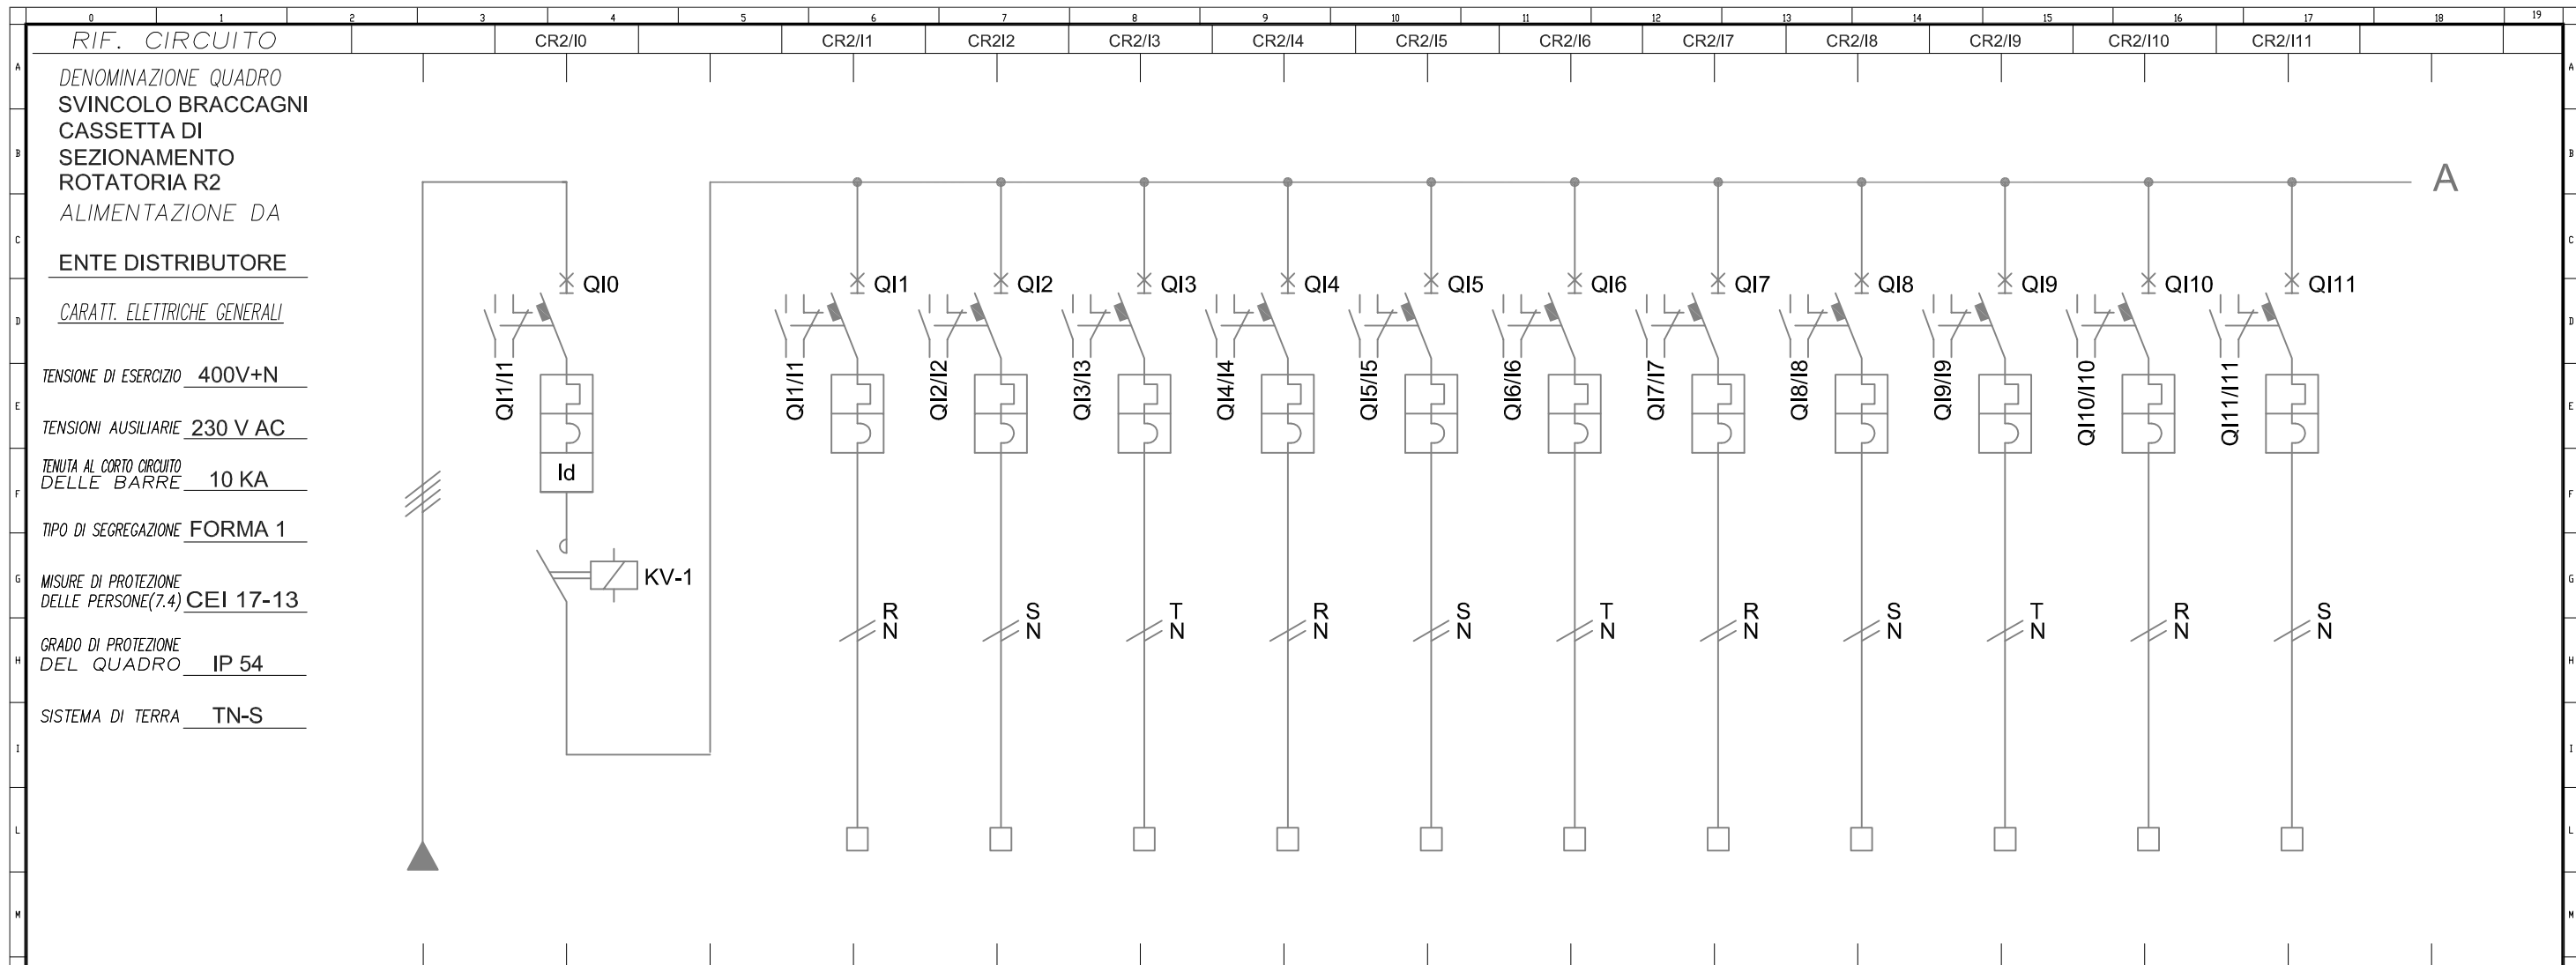 0 1 2 3 4 5 6 7 8 9 10 11 12 13 14 15 16 17 18 19
RIF. CIRCUITO CR2/I0 CR2/I1 CR2I2 CR2/I3 CR2/I4 CR2/I5 CR2/I6 CR2/I7 CR2/I8 CR2/I9 CR2/I10 CR2/I11
A A
DENOMINAZIONE QUADRO
SVINCOLO BRACCAGNI
CASSETTA DI
B SEZIONAMENTO B
ROTATORIA R2 A
ALIMENTAZIONE DA
C C
ENTE DISTRIBUTORE
QI0 QI1 QI2 QI3 QI4 QI5 QI6 QI7 QI8 QI9 QI10 QI11
CARATT. ELETTRICHE GENERALI
D D
TENSIONE DI ESERCIZIO 400V+N
QI1/I1 QI1/I1 QI2/I2 QI3/I3 QI4/I4 QI5/I5 QI6/I6 QI7/I7 QI8/I8 QI9/I9 QI10/I10 QI11/I11
E E
TENSIONI AUSILIARIE 230 V AC
TENUTA AL CORTO CIRCUITO
DELLE BARRE 10 KA
Id
F F
TIPO DI SEGREGAZIONE FORMA 1
G G
MISURE DI PROTEZIONE
DELLE PERSONE(7.4) CEI 17-13
KV-1
R S T R S T R S T R S
N N N N N N N N N N N
GRADO DI PROTEZIONE
H DEL QUADRO IP 54 H
SISTEMA DI TERRA TN-S
I I
L L
M M